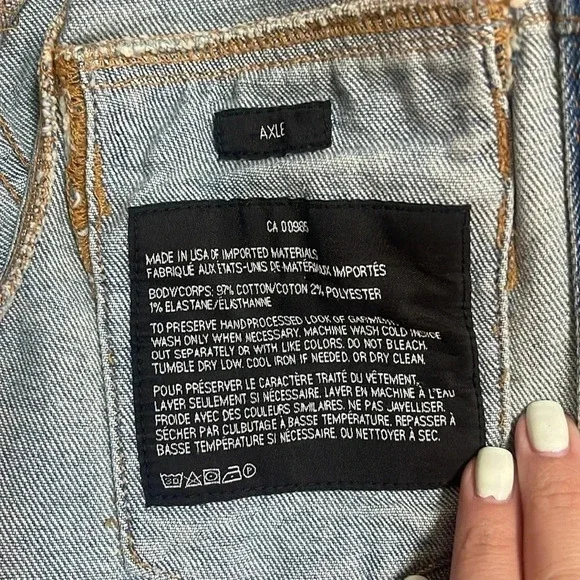 AXLE
CA 00985
MADE IN USA OF IMPORTED MATERIALS
FABRIQUÉ AUX ÉTATS-UNIS DE MATÉRIAUX IMPORTÉS
BODY/CORPS: 97% COTTON/COTON 2% POLYESTER
1% ELASTANE/ÉLASTHANNE
TO PRESERVE HANDPROCESSED LOOK OF GARMENT,
WASH ONLY WHEN NECESSARY, MACHINE WASH COLD INSIDE
OUT SEPARATELY OR WITH LIKE COLORS. DO NOT BLEACH.
TUMBLE DRY LOW. COOL IRON IF NEEDED. OR DRY CLEAN.
POUR PRÉSERVER LE CARACTÈRE TRAITÉ DU VÊTEMENT,
LAVER SEULEMENT SI NÉCESSAIRE. LAVER EN MACHINE À L'EAU
FROIDE AVEC DES COULEURS SIMILAIRES. NE PAS JAVELLISER.
SÉCHER PAR CULBUTAGE À BASSE TEMPÉRATURE. REPASSER À
BASSE TEMPÉRATURE SI NÉCESSAIRE. OU NETTOYER À SEC.